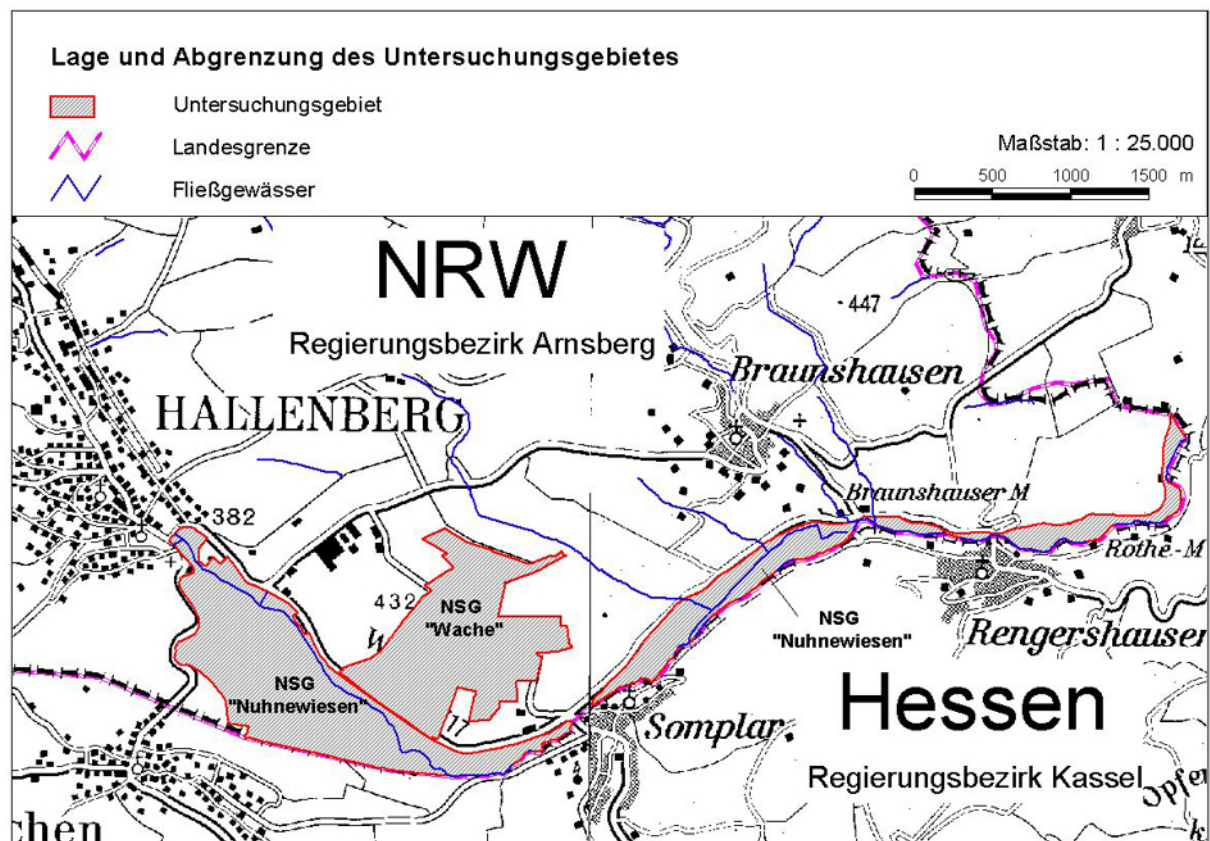 Lage und Abgrenzung des Untersuchungsgebietes
Untersuchungsgebiet
Landesgrenze
Fließgewässer
Maßstab: 1 : 25.000
0 500 1000 1500 m
NRW
Regierungsbezirk Arnsberg
447
Braunshausen
HALLENBERG
382
Braunshauser M
Rothe-M
432
NSG
"Wache"
NSG
"Nuhnewiesen"
Rengershausen
NSG
"Nuhnewiesen"
Somplar
Hessen
Regierungsbezirk Kassel
chen